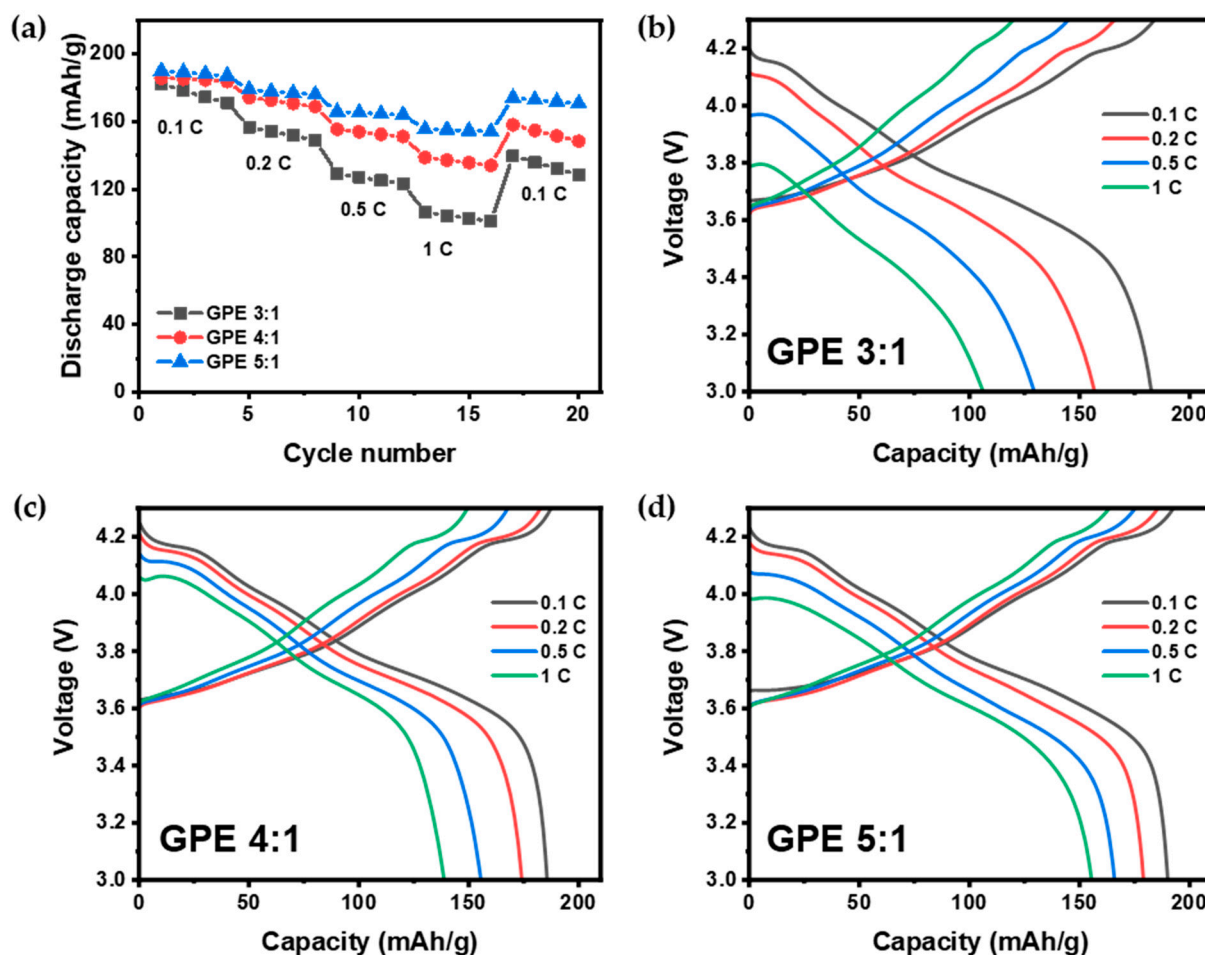 (a)
Discharge capacity (mAh/g)
200
160
120
80
40
0
0.1 C
0.2 C
0.5 C
1 C
0.1 C
GPE 3:1
GPE 4:1
GPE 5:1
0 5 10 15 20
Cycle number
(b)
Voltage (V)
4.2
4.0
3.8
3.6
3.4
3.2
3.0
0.1 C
0.2 C
0.5 C
1 C
GPE 3:1
0 50 100 150 200
Capacity (mAh/g)
(c)
Voltage (V)
4.2
4.0
3.8
3.6
3.4
3.2
3.0
0.1 C
0.2 C
0.5 C
1 C
GPE 4:1
0 50 100 150 200
Capacity (mAh/g)
(d)
Voltage (V)
4.2
4.0
3.8
3.6
3.4
3.2
3.0
0.1 C
0.2 C
0.5 C
1 C
GPE 5:1
0 50 100 150 200
Capacity (mAh/g)